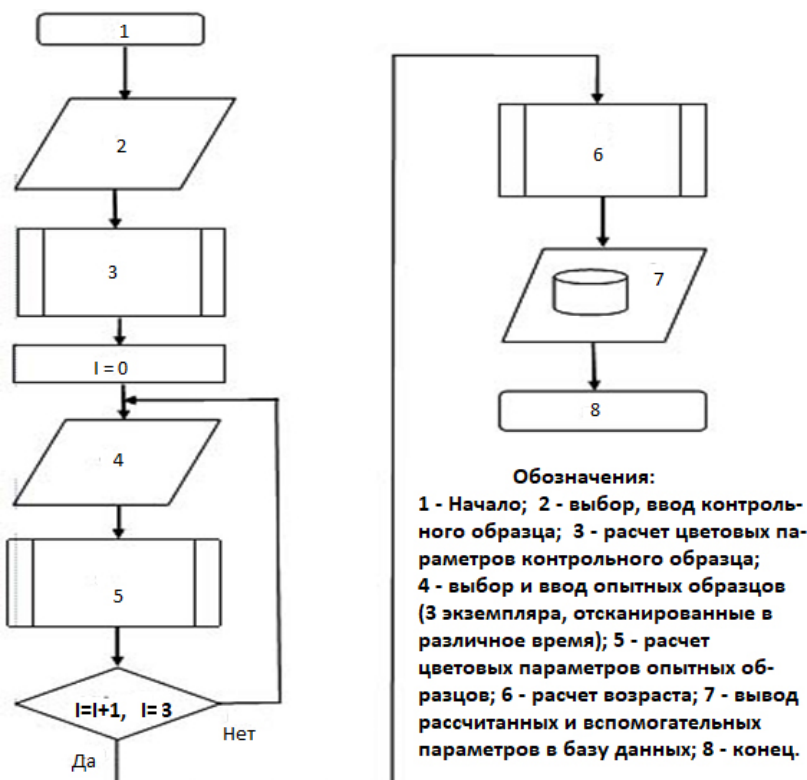 1
2
3
I = 0
4
5
I=I+1, I= 3
Нет
Да
6
7
8
Обозначения:
1 - Начало; 2 - выбор, ввод контроль-
ного образца; 3 - расчет цветовых па-
раметров контрольного образца;
4 - выбор и ввод опытных образцов
(3 экземпляра, отсканированные в
различное время); 5 - расчет
цветовых параметров опытных об-
разцов; 6 - расчет возраста; 7 - вывод
рассчитанных и вспомогательных
параметров в базу данных; 8 - конец.